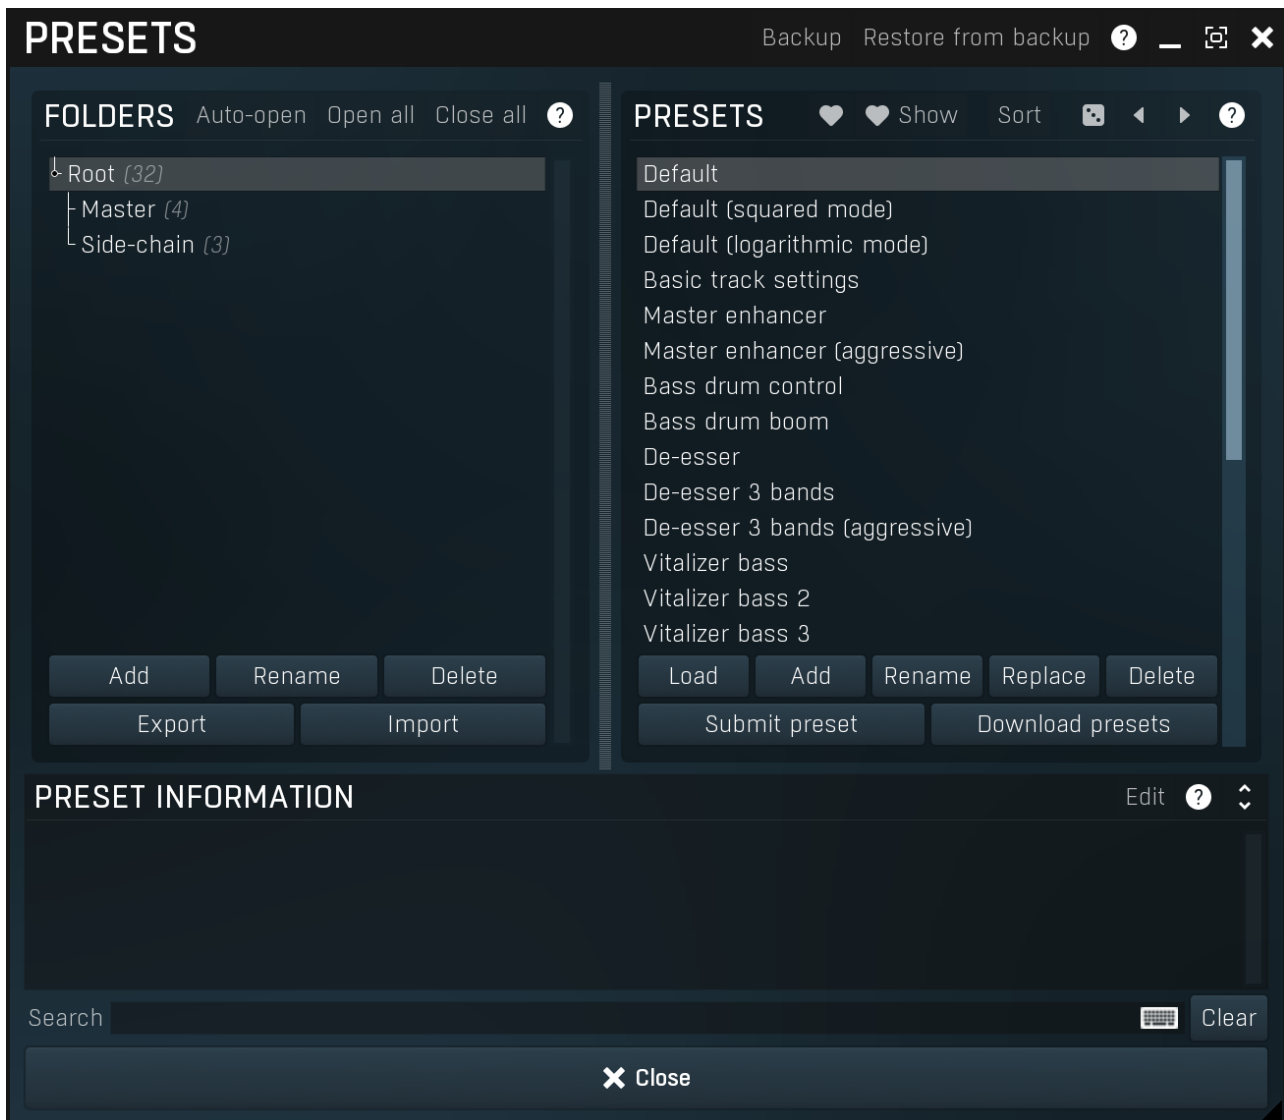 PRESETS Backup Restore from backup ?
FOLDERS Auto-open Open all Close all ?
Root (32)
Master (4)
Side-chain (3)
Add Rename Delete
Export Import
PRESETS Show Sort ?
Default
Default (squared mode)
Default (logarithmic mode)
Basic track settings
Master enhancer
Master enhancer (aggressive)
Bass drum control
Bass drum boom
De-esser
De-esser 3 bands
De-esser 3 bands (aggressive)
Vitalizer bass
Vitalizer bass 2
Vitalizer bass 3
Load Add Rename Replace Delete
Submit preset Download presets
PRESET INFORMATION Edit ?
Search Clear
Close